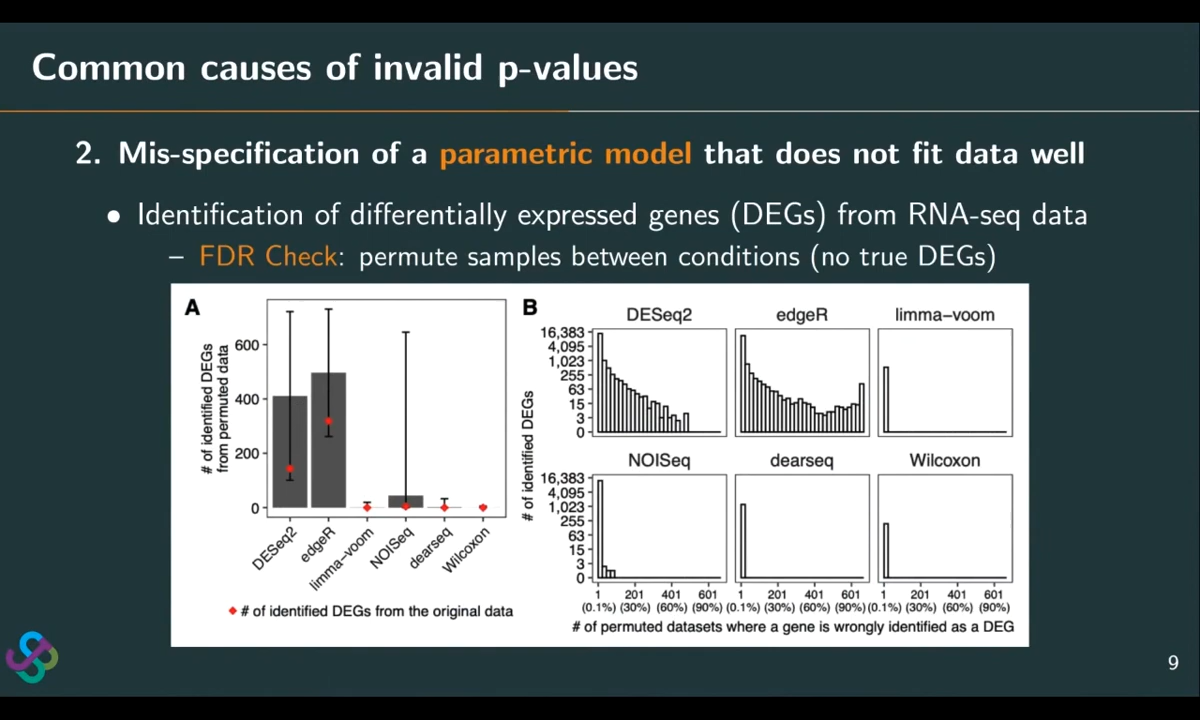 Common causes of invalid p-values
2. Mis-specification of a parametric model that does not fit data well
• Identification of differentially expressed genes (DEGs) from RNA-seq data
– FDR Check: permute samples between conditions (no true DEGs)
A
# of identified DEGs
from permuted data
600
400
200
0
DESeq2
edgeR
limma-voom
NOISeq
dearseq
Wilcoxon
# of identified DEGs from the original data
B
# of identified DEGs
DESeq2
edgeR
limma-voom
16,383
4,095
1,023
255
63
15
3
0
NOISeq
dearseq
Wilcoxon
16,383
4,095
1,023
255
63
15
3
0
1 201 401 601 1 201 401 601 1 201 401 601
(0.1%) (30%) (60%) (90%) (0.1%) (30%) (60%) (90%) (0.1%) (30%) (60%) (90%)
# of permuted datasets where a gene is wrongly identified as a DEG
9